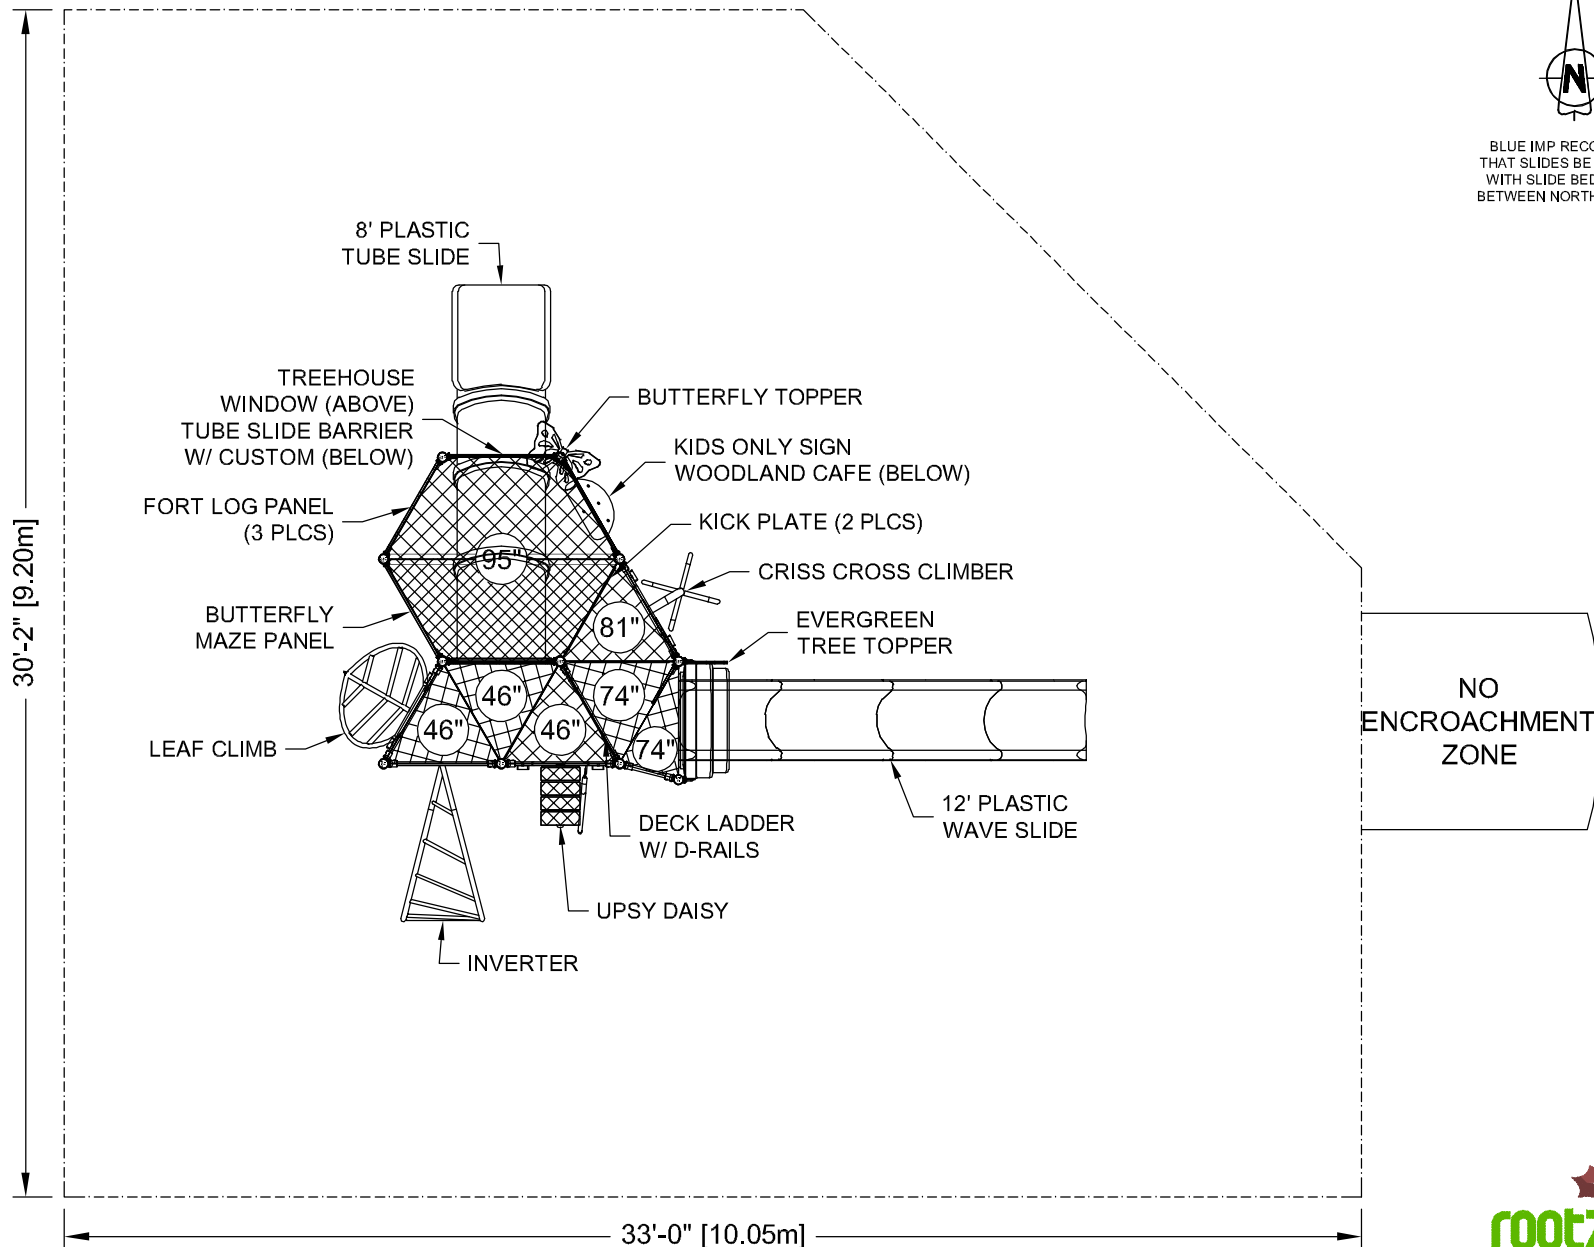 N
BLUE IMP
THAT SLIDES BE
WITH SLIDE
BETWEEN
8' PLASTIC
TUBE SLIDE
TREEHOUSE
WINDOW (ABOVE)
TUBE SLIDE BARRIER
W/ CUSTOM (BELOW)
BUTTERFLY TOPPER
KIDS ONLY SIGN
WOODLAND CAFE (BELOW)
FORT LOG PANEL
(3 PLCS)
KICK PLATE (2 PLCS)
95"
CRISS CROSS CLIMBER
BUTTERFLY
MAZE PANEL
81"
EVERGREEN
TREE TOPPER
30'-2" [9.20m]
46"
46"
46"
74"
74"
LEAF CLIMB
NO
ENCROACHMENT
ZONE
12' PLASTIC
WAVE SLIDE
DECK LADDER
W/ D-RAILS
UPSY DAISY
INVERTER
33'-0" [10.05m]